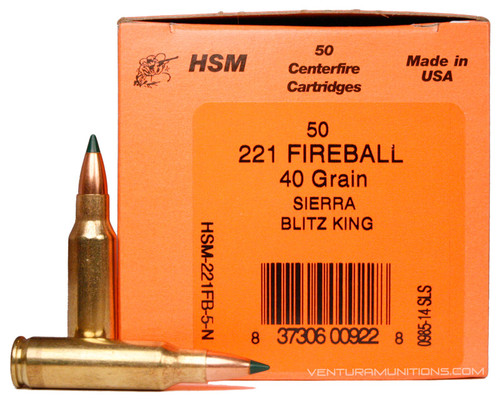 HSM
50
Centerfire
Cartridges
Made in
USA
50
221 FIREBALL
40 Grain
SIERRA
BLITZ KING
HSM-221FB-5-N
8 37306 00922 8
0985-14 SLS
VENTURAMUNITIONS.COM